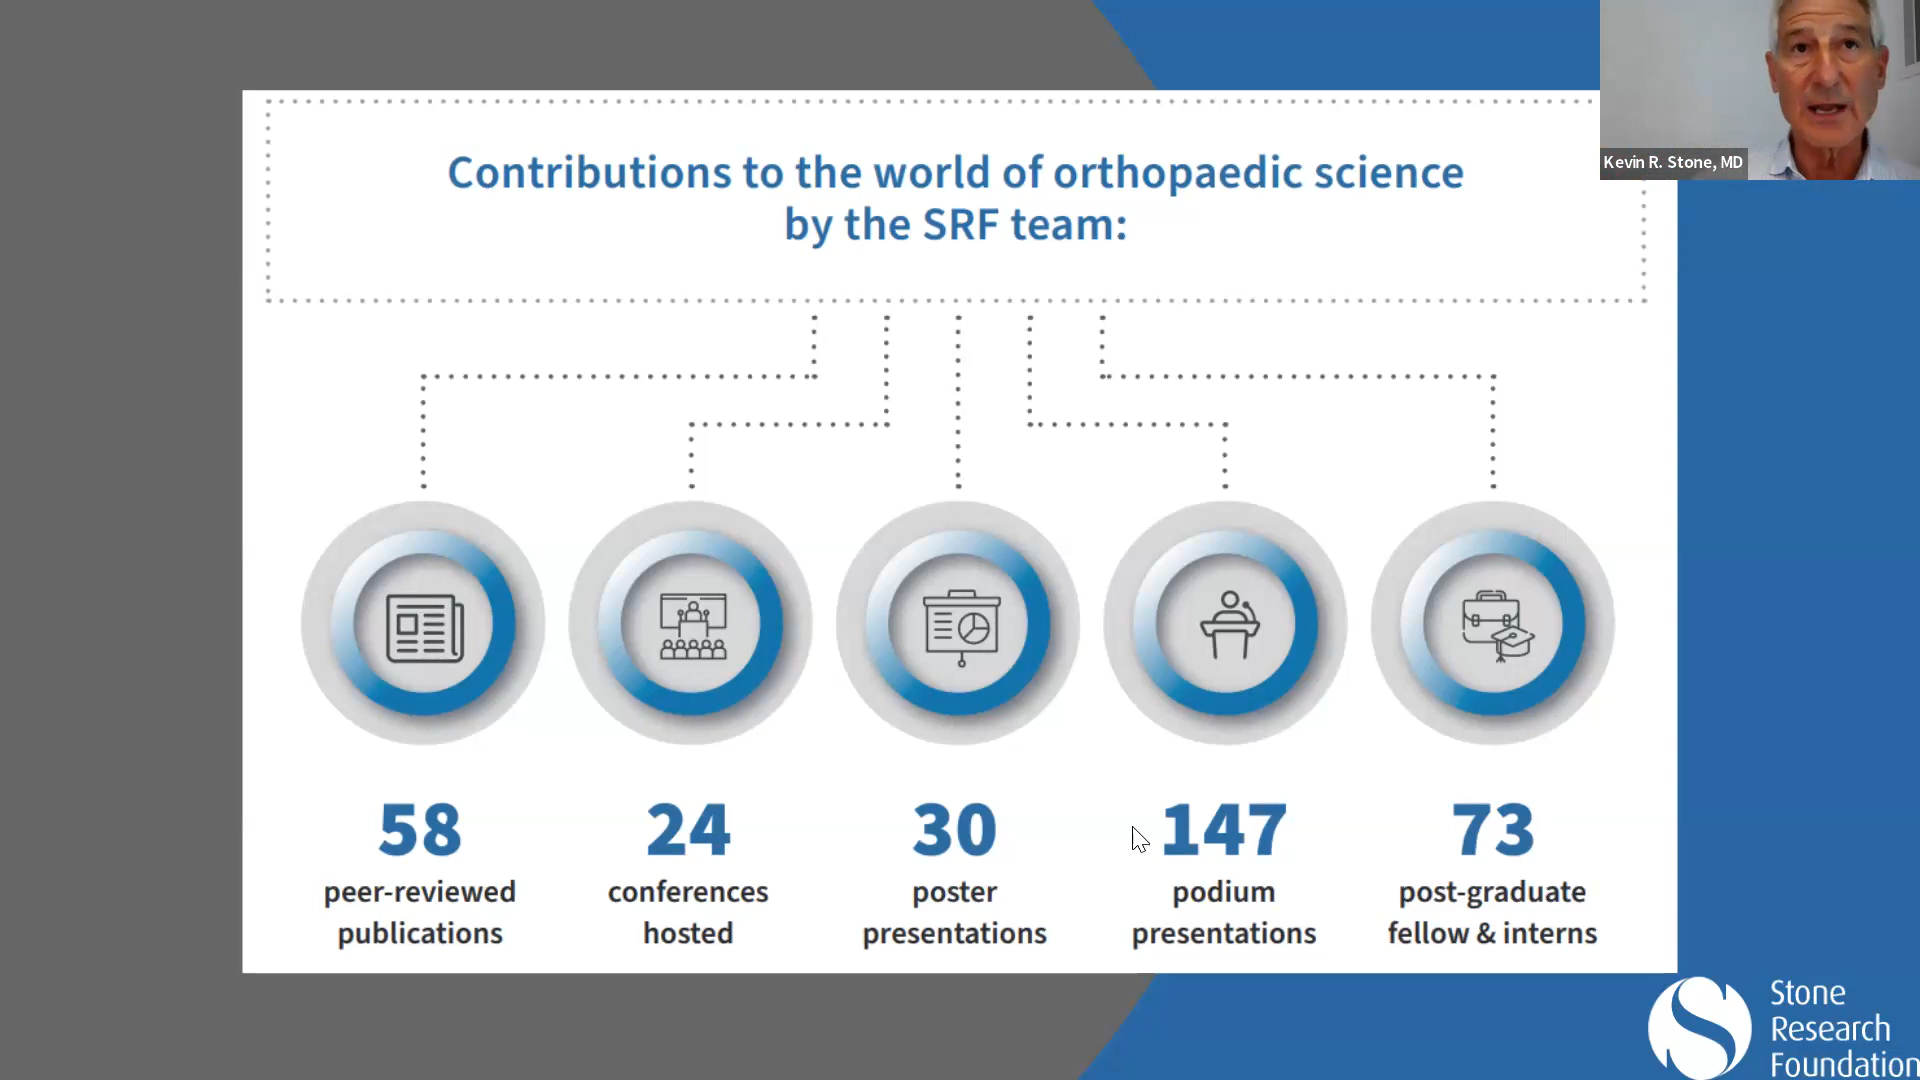 Kevin R. Stone, MD
Contributions to the world of orthopaedic science
by the SRF team:
58
peer-reviewed
publications
24
conferences
hosted
30
poster
presentations
147
podium
presentations
73
post-graduate
fellow & interns
Stone
Research
Foundation